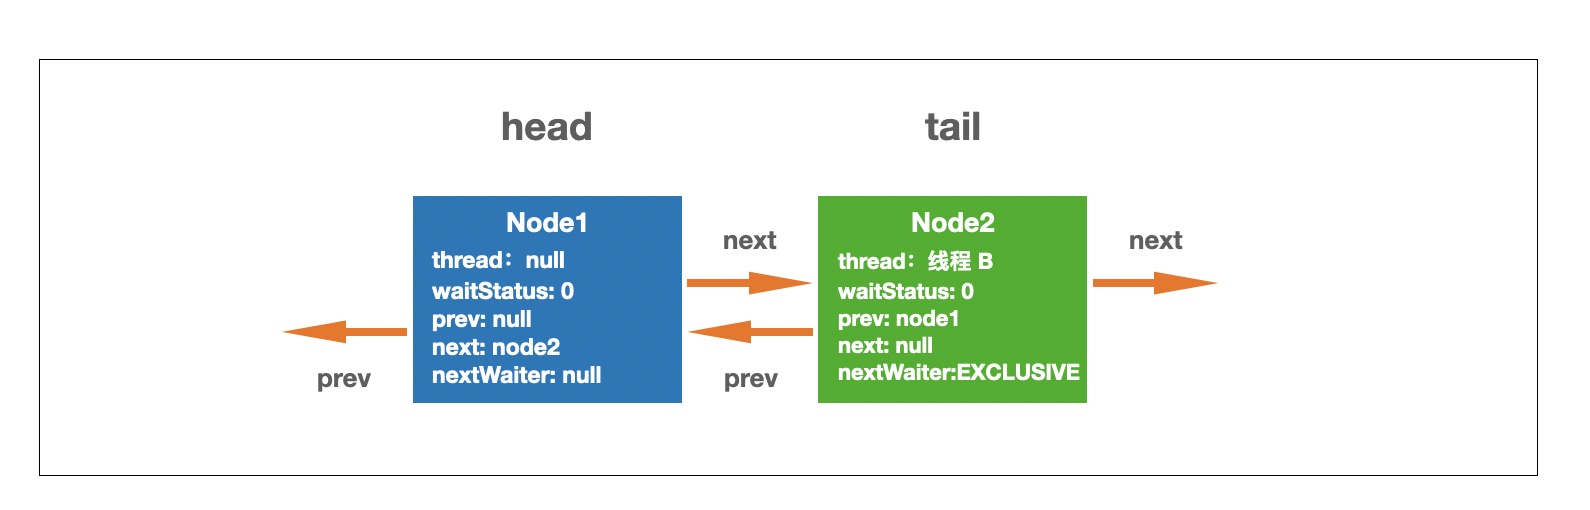 head
tail
Node1
thread：null
waitStatus: 0
prev: null
next: node2
nextWaiter: null
next
prev
Node2
thread：线程 B
waitStatus: 0
prev: node1
next: null
nextWaiter:EXCLUSIVE
next
prev